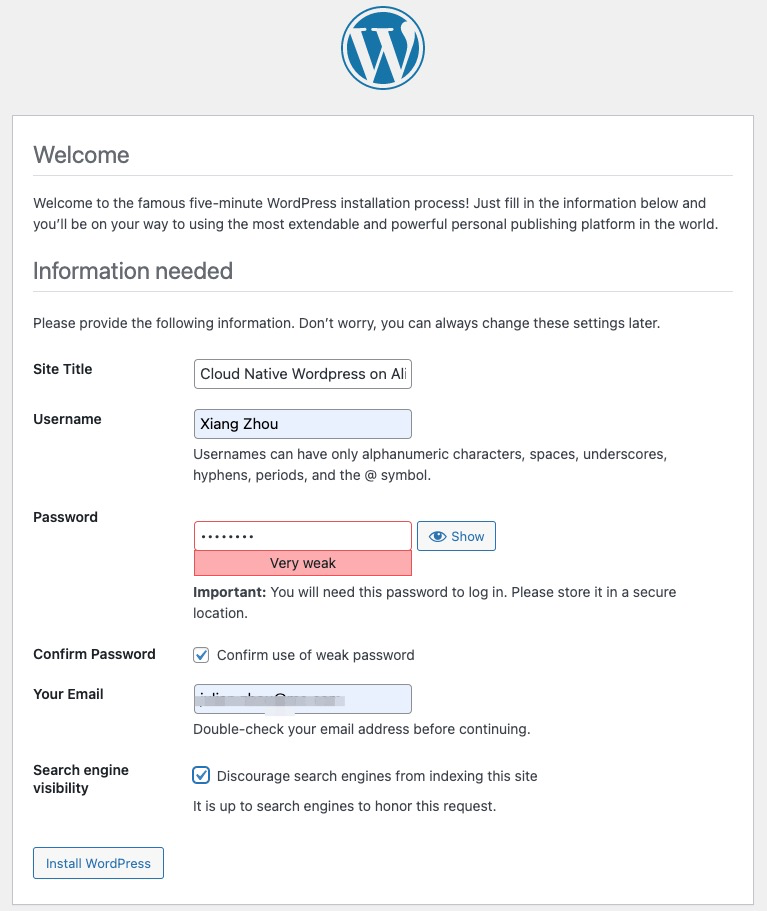 Welcome
Welcome to the famous five-minute WordPress installation process! Just fill in the information below and
you’ll be on your way to using the most extendable and powerful personal publishing platform in the world.
Information needed
Please provide the following information. Don’t worry, you can always change these settings later.
Site Title
Cloud Native Wordpress on Ali
Username
Xiang Zhou
Usernames can have only alphanumeric characters, spaces, underscores,
hyphens, periods, and the @ symbol.
Password
••••••••
Show
Very weak
Important: You will need this password to log in. Please store it in a secure
location.
Confirm Password
Confirm use of weak password
Your Email
Double-check your email address before continuing.
Search engine
visibility
Discourage search engines from indexing this site
It is up to search engines to honor this request.
Install WordPress